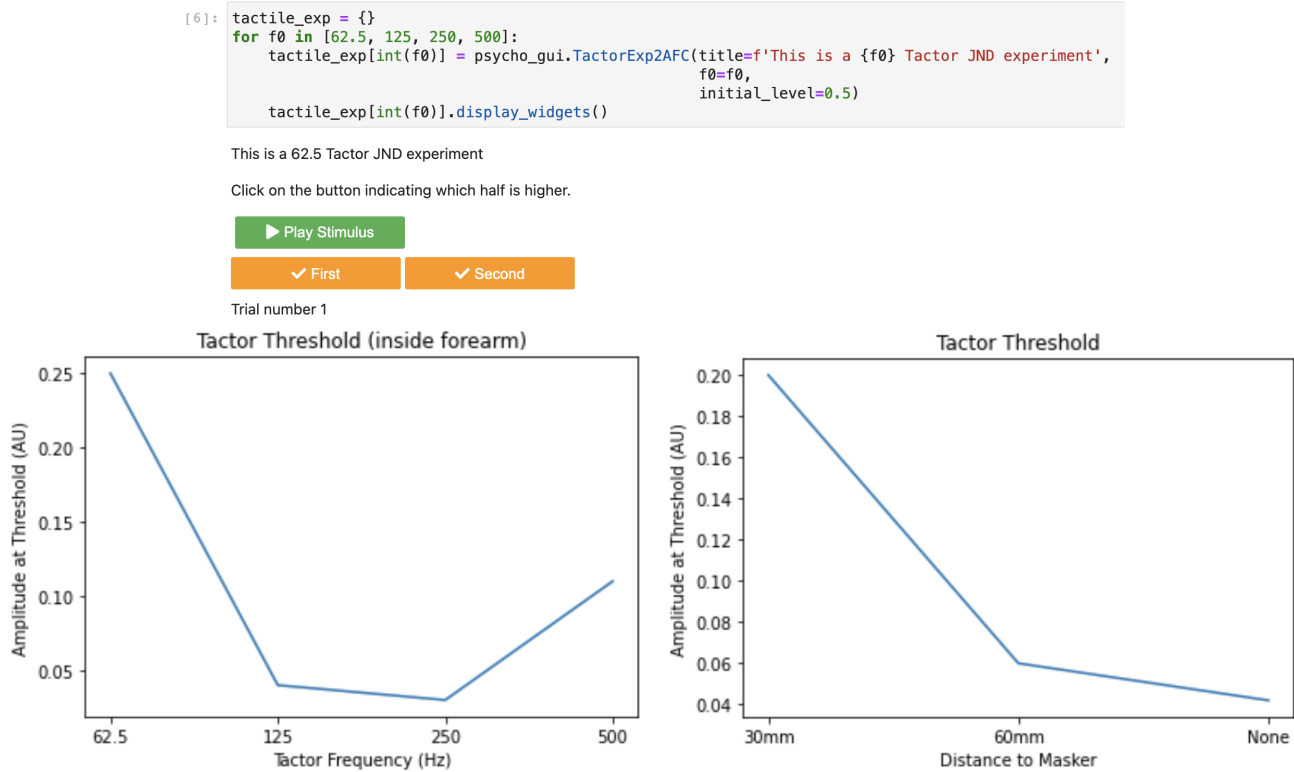 [6]: tactile_exp = {}
for f0 in [62.5, 125, 250, 500]:
    tactile_exp[int(f0)] = psycho_gui.TactorExp2AFC(title=f'This is a {f0} Tactor JND experiment',
                                                    f0=f0,
                                                    initial_level=0.5)
    tactile_exp[int(f0)].display_widgets()
This is a 62.5 Tactor JND experiment
Click on the button indicating which half is higher.
Play Stimulus
First
Second
Trial number 1
Tactor Threshold (inside forearm)
Amplitude at Threshold (AU)
0.25
0.20
0.15
0.10
0.05
62.5 125 250 500
Tactor Frequency (Hz)
Tactor Threshold
Amplitude at Threshold (AU)
0.20
0.18
0.16
0.14
0.12
0.10
0.08
0.06
0.04
30mm 60mm None
Distance to Masker